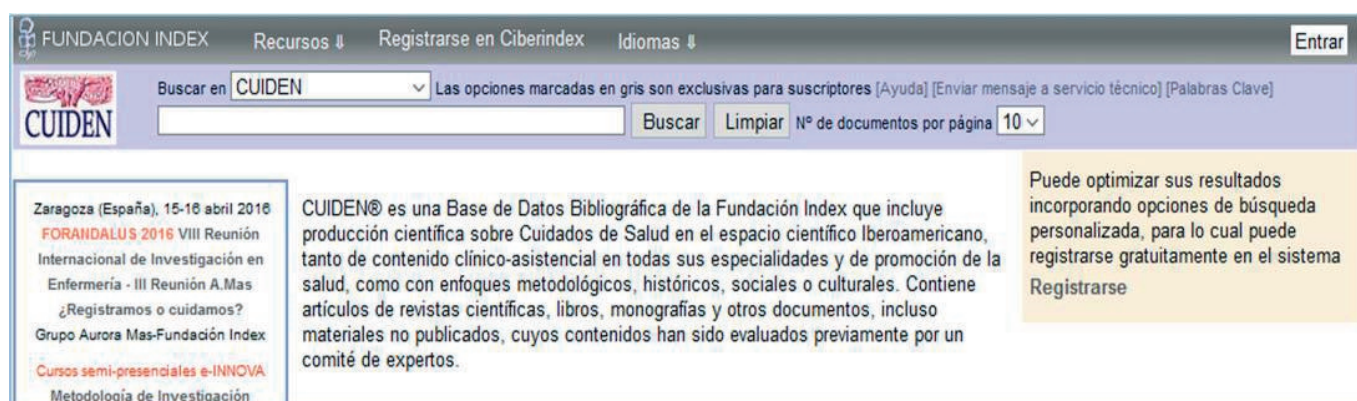 FUNDACION INDEX Recursos ⇓ Registrarse en Ciberindex Idiomas ⇓ Entrar
CUIDEN
Buscar en CUIDEN Las opciones marcadas en gris son exclusivas para suscriptores [Ayuda] [Enviar mensaje a servicio técnico] [Palabras Clave]
Buscar Limpiar Nº de documentos por página 10
Zaragoza (España), 15-16 abril 2016
FORANDALUS 2016 VIII Reunión
Internacional de Investigación en
Enfermería - III Reunión A.Mas
¿Registramos o cuidamos?
Grupo Aurora Mas-Fundación Index
Cursos semi-presenciales e-INNOVA
Metodología de Investigación
CUIDEN® es una Base de Datos Bibliográfica de la Fundación Index que incluye
producción científica sobre Cuidados de Salud en el espacio científico Iberoamericano,
tanto de contenido clínico-asistencial en todas sus especialidades y de promoción de la
salud, como con enfoques metodológicos, históricos, sociales o culturales. Contiene
artículos de revistas científicas, libros, monografías y otros documentos, incluso
materiales no publicados, cuyos contenidos han sido evaluados previamente por un
comité de expertos.
Puede optimizar sus resultados
incorporando opciones de búsqueda
personalizada, para lo cual puede
registrarse gratuitamente en el sistema
Registrarse